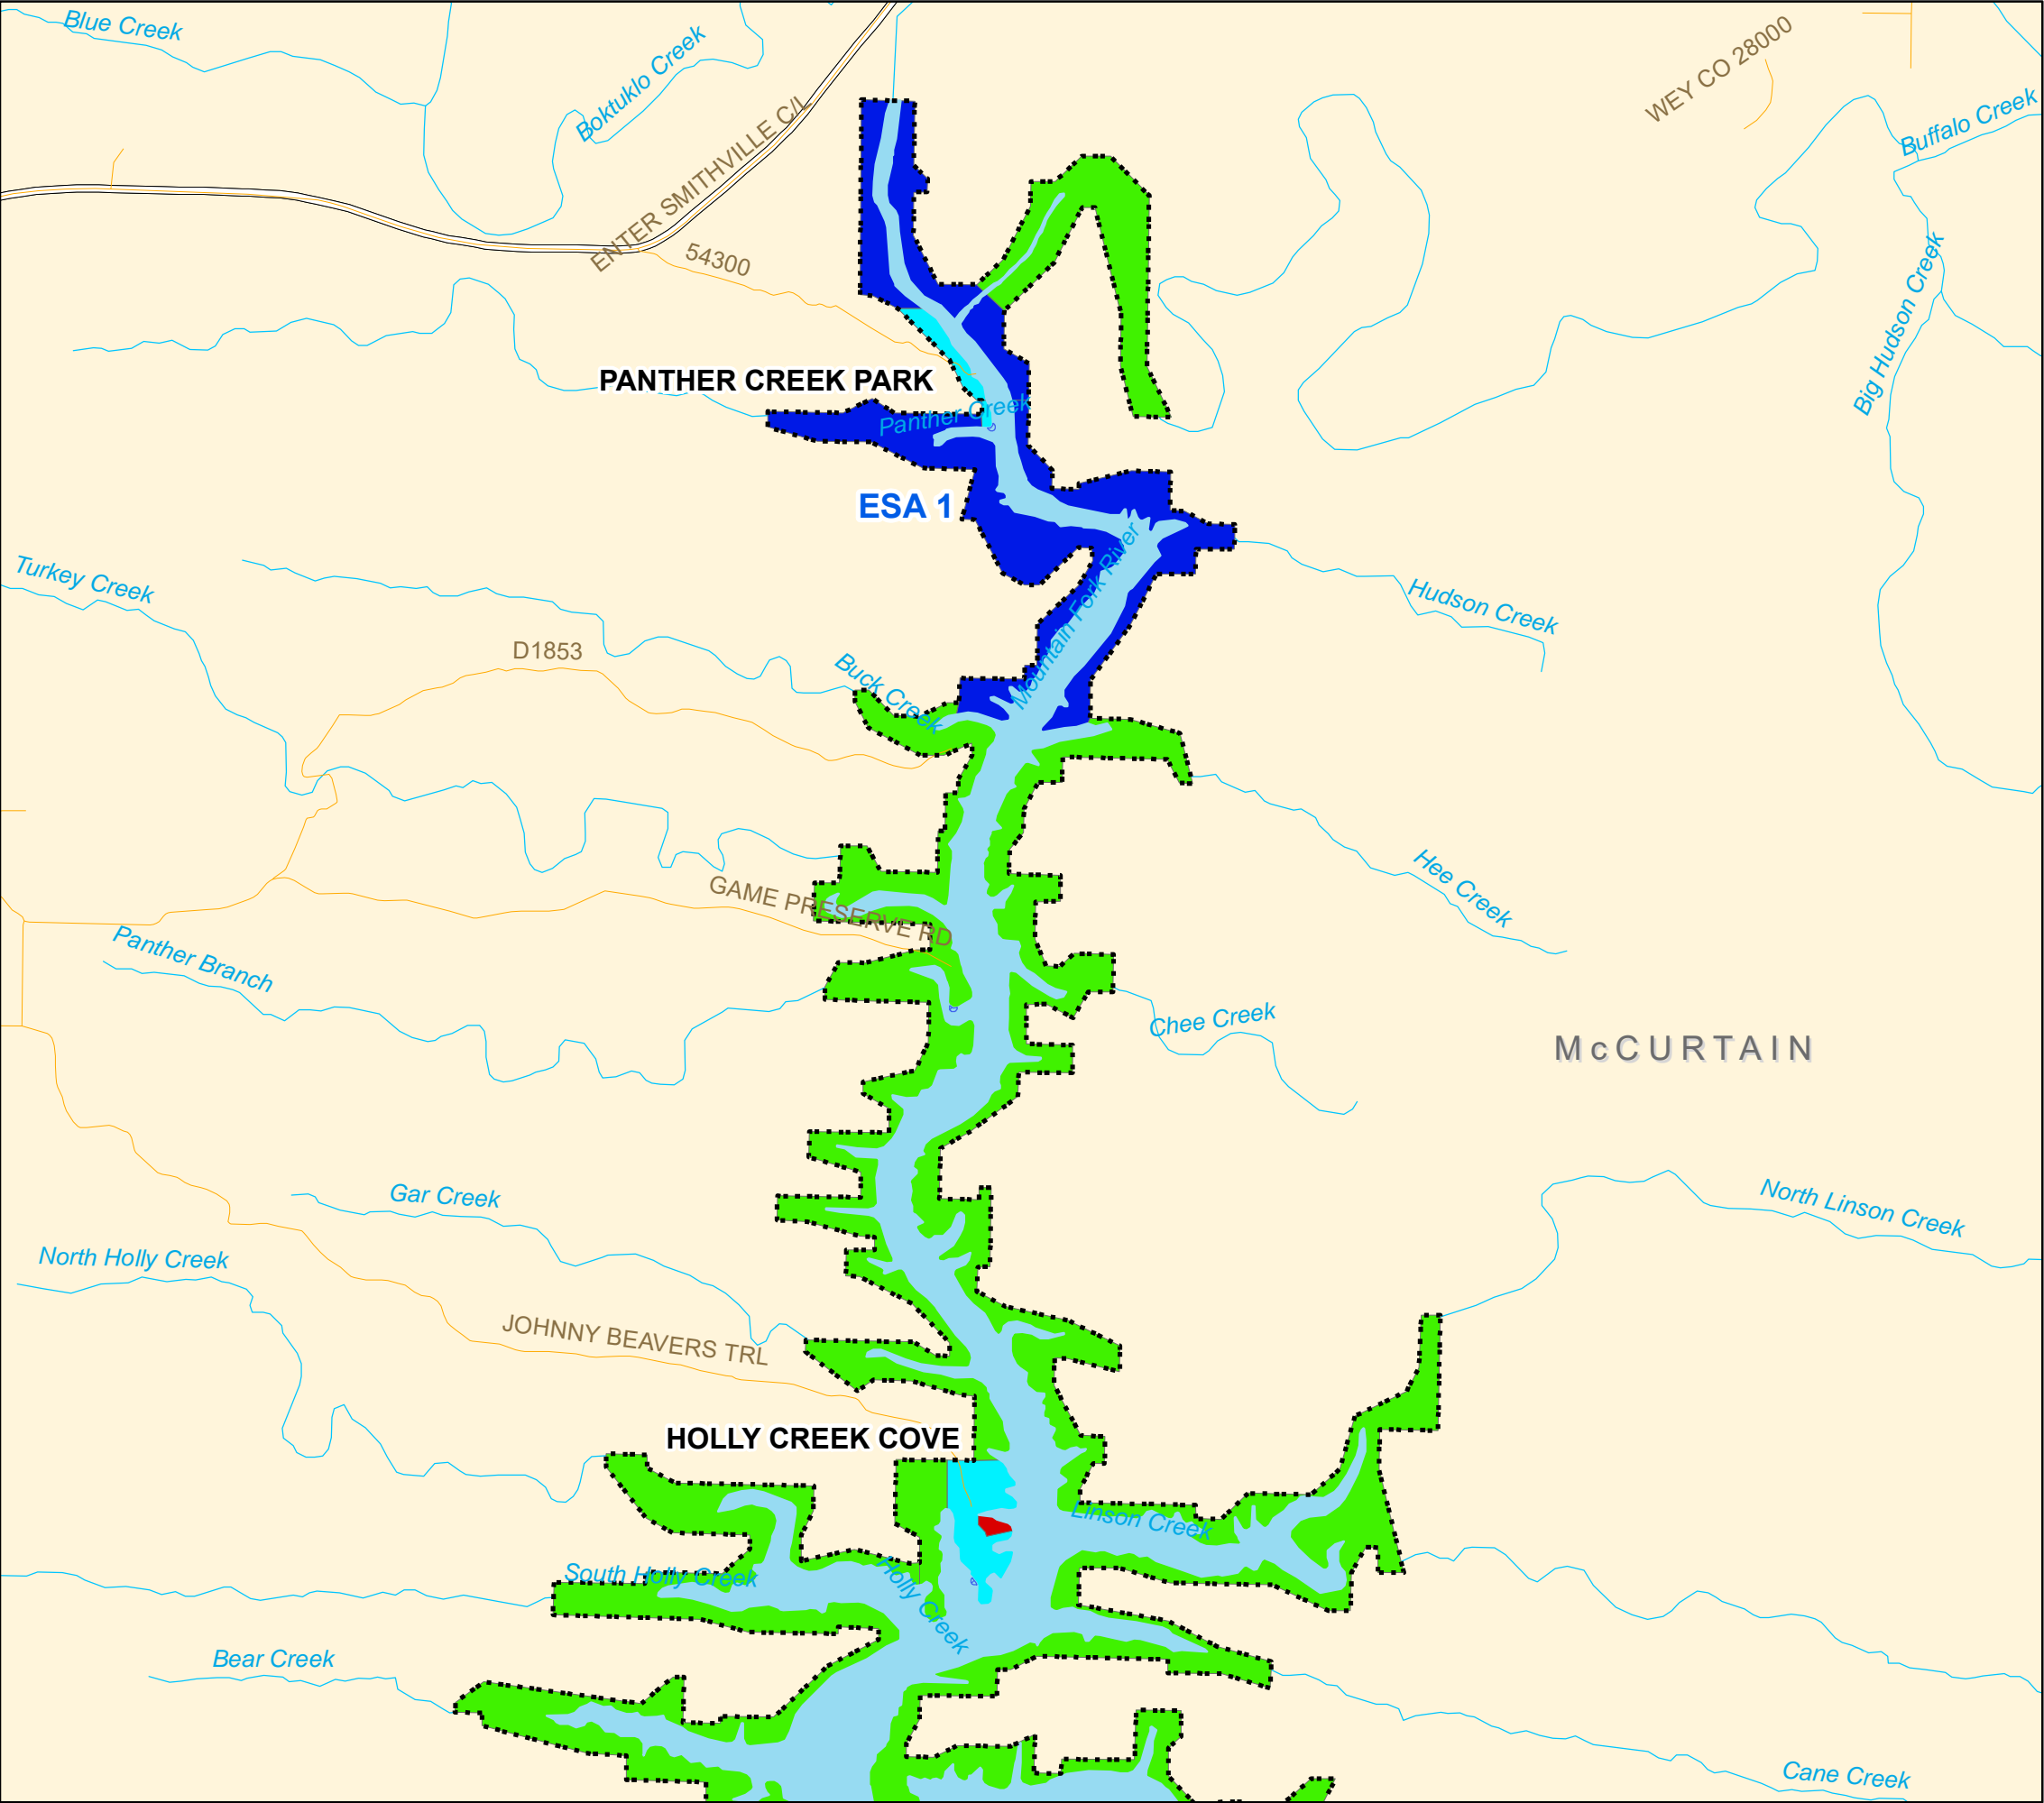 Blue Creek
Boktuklo Creek
WEY CO 28000
Buffalo Creek
ENTER SMITHVILLE C/L
54300
Big Hudson Creek
PANTHER CREEK PARK
Panther Creek
ESA 1
Turkey Creek
Mountain Fork River
Hudson Creek
D1853
Buck Creek
Hee Creek
GAME PRESERVE RD
Panther Branch
Chee Creek
McCURTAIN
Gar Creek
North Linson Creek
North Holly Creek
JOHNNY BEAVERS TRL
HOLLY CREEK COVE
Linson Creek
South Holly Creek
Holly Creek
Bear Creek
Cane Creek